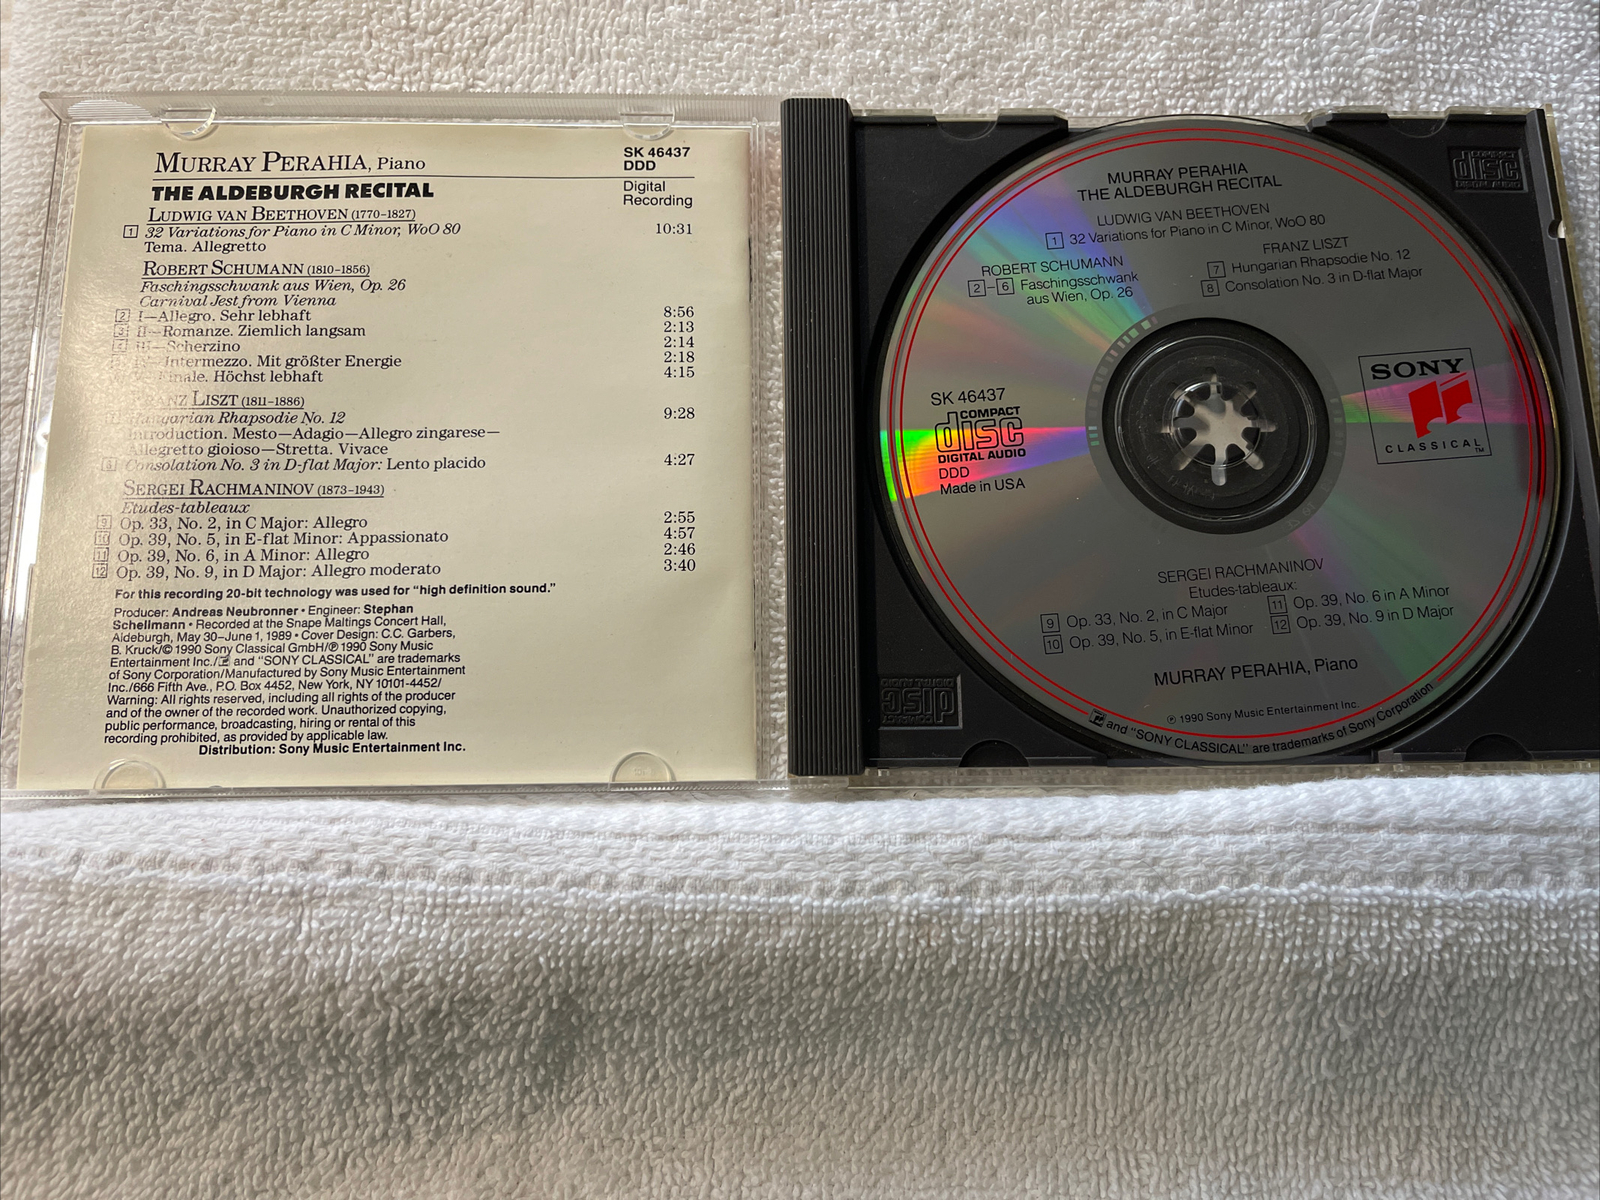 MURRAY PERAHIA, Piano
SK 46437
DDD
THE ALDEBURGH RECITAL
Digital
Recording
LUDWIG VAN BEETHOVEN (1770–1827)
1 32 Variations for Piano in C Minor, WoO 80 10:31
Tema. Allegretto
ROBERT SCHUMANN (1810–1856)
Faschingsschwank aus Wien, Op. 26
Carnival Jest from Vienna
2 I—Allegro. Sehr lebhaft 8:56
3 II—Romanze. Ziemlich langsam 2:13
4 III—Scherzino 2:14
Intermezzo. Mit größter Energie 2:18
Finale. Höchst lebhaft 4:15
FRANZ LISZT (1811–1886)
Hungarian Rhapsodie No. 12 9:28
Introduction. Mesto—Adagio—Allegro zingarese—
Allegretto gioioso—Stretta. Vivace
8 Consolation No. 3 in D-flat Major: Lento placido 4:27
SERGEI RACHMANINOV (1873–1943)
Etudes-tableaux
9 Op. 33, No. 2, in C Major: Allegro 2:55
10 Op. 39, No. 5, in E-flat Minor: Appassionato 4:57
11 Op. 39, No. 6, in A Minor: Allegro 2:46
12 Op. 39, No. 9, in D Major: Allegro moderato 3:40
For this recording 20-bit technology was used for "high definition sound."
Producer: Andreas Neubronner • Engineer: Stephan
Schellmann • Recorded at the Snape Maltings Concert Hall,
Aldeburgh, May 30–June 1, 1989 • Cover Design: C.C. Garbers,
B. Kruck/© 1990 Sony Classical GmbH/℗ 1990 Sony Music
Entertainment Inc./ and "SONY CLASSICAL" are trademarks
of Sony Corporation/Manufactured by Sony Music Entertainment
Inc./666 Fifth Ave., P.O. Box 4452, New York, NY 10101-4452/
Warning: All rights reserved, including all rights of the producer
and of the owner of the recorded work. Unauthorized copying,
public performance, broadcasting, hiring or rental of this
recording prohibited, as provided by applicable law.
Distribution: Sony Music Entertainment Inc.
MURRAY PERAHIA
THE ALDEBURGH RECITAL
LUDWIG VAN BEETHOVEN
1 32 Variations for Piano in C Minor, WoO 80
ROBERT SCHUMANN
2–6 Faschingsschwank
aus Wien, Op. 26
FRANZ LISZT
7 Hungarian Rhapsodie No. 12
8 Consolation No. 3 in D-flat Major
SK 46437
COMPACT
disc
DIGITAL AUDIO
DDD
Made in USA
SONY
CLASSICAL™
SERGEI RACHMANINOV
Etudes-tableaux:
9 Op. 33, No. 2, in C Major
10 Op. 39, No. 5, in E-flat Minor
11 Op. 39, No. 6 in A Minor
12 Op. 39, No. 9 in D Major
MURRAY PERAHIA, Piano
℗ 1990 Sony Music Entertainment Inc.
and "SONY CLASSICAL" are trademarks of Sony Corporation
COMPACT
disc
DIGITAL AUDIO
COMPACT
disc
DIGITAL AUDIO